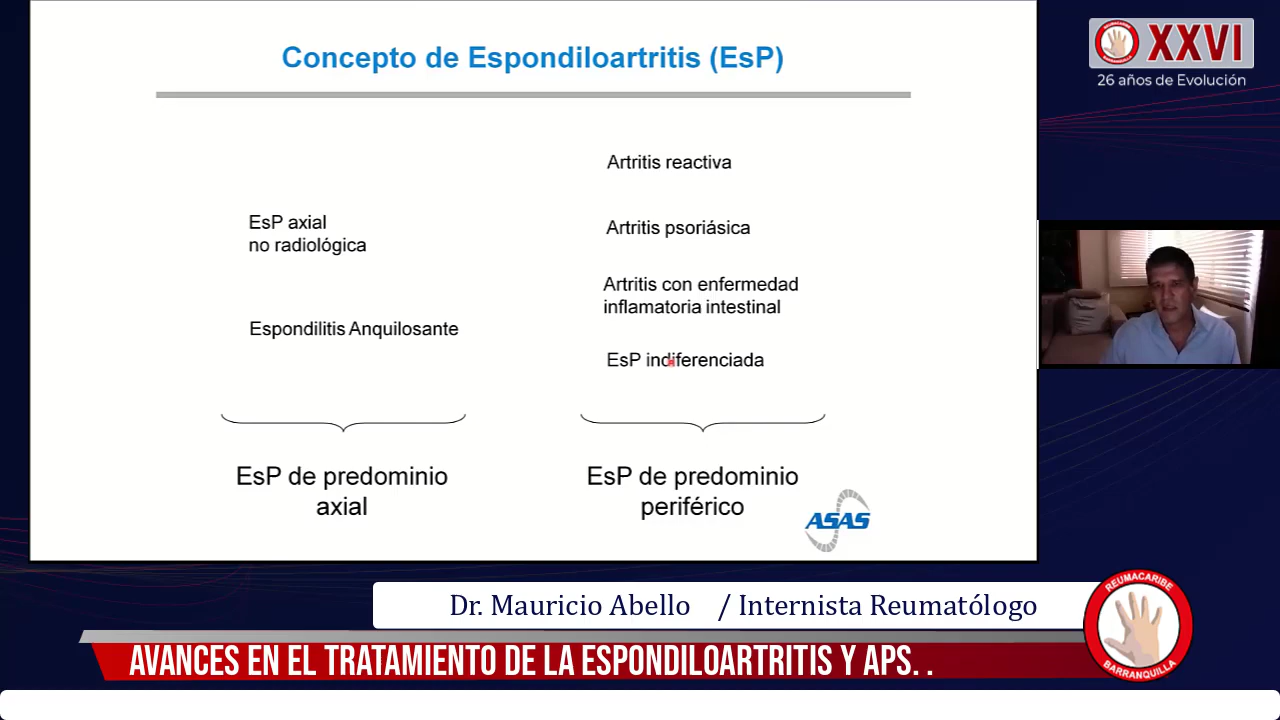 Concepto de Espondiloartritis (EsP)
EsP axial
no radiológica
Espondilitis Anquilosante
EsP de predominio
axial
Artritis reactiva
Artritis psoriásica
Artritis con enfermedad
inflamatoria intestinal
EsP indiferenciada
EsP de predominio
periférico
ASAS
REUMACARIBE
BARRANQUILLA
XXVI
26 años de Evolución
Dr. Mauricio Abello / Internista Reumatólogo
AVANCES EN EL TRATAMIENTO DE LA ESPONDILOARTRITIS Y APS. .
REUMACARIBE
BARRANQUILLA